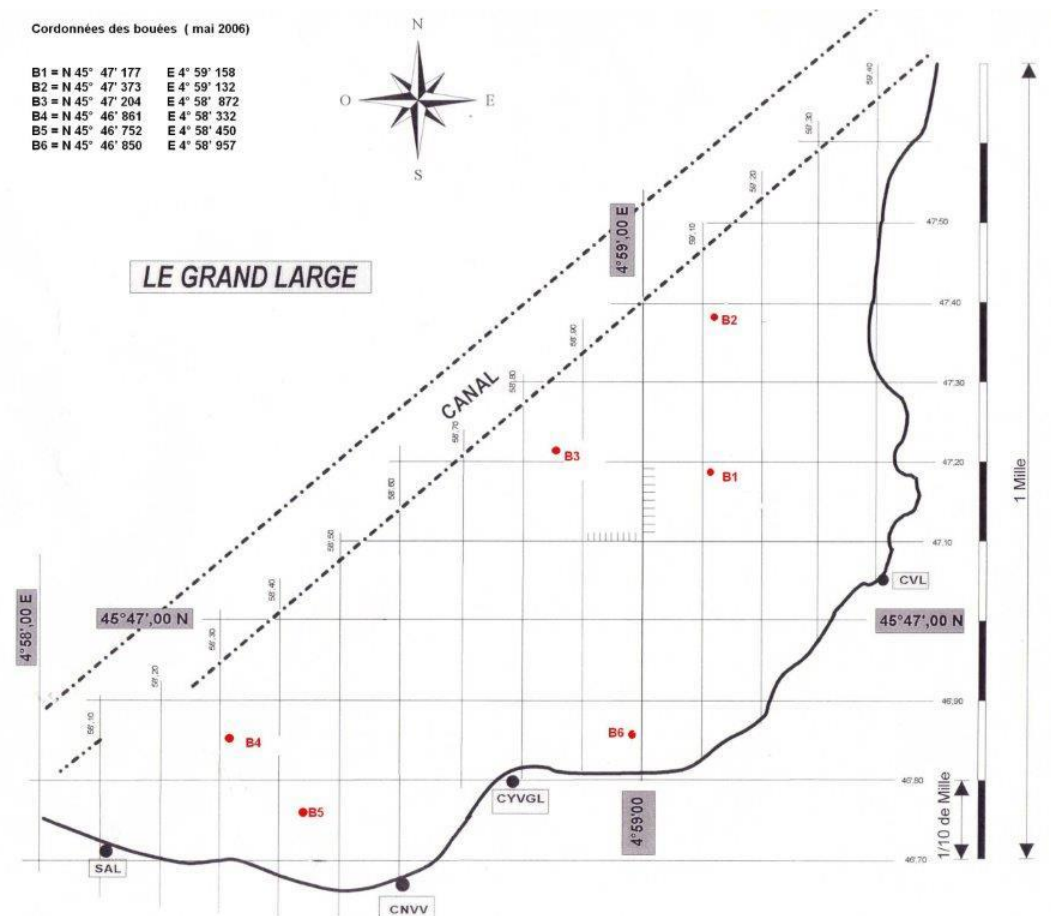 Cordonnées des bouées ( mai 2006)
B1 = N 45° 47' 177 E 4° 59' 158
B2 = N 45° 47' 373 E 4° 59' 132
B3 = N 45° 47' 204 E 4° 58' 872
B4 = N 45° 46' 861 E 4° 58' 332
B5 = N 45° 46' 752 E 4° 58' 450
B6 = N 45° 46' 850 E 4° 58' 957
N
O
E
S
LE GRAND LARGE
CANAL
4°59',00 E
59',10
59',20
59',30
59',40
47'50
47'40
B2
58',90
58',80
58',70
58',60
58',50
58',40
58',30
58',20
58',10
47'30
B3
B1
47'20
1 Mille
47'10
CVL
4°58',00 E
45°47',00 N
45°47',00 N
46'90
B4
B6
46'80
CYVGL
4°59'00
1/10 de Mille
B5
46'70
SAL
CNVV